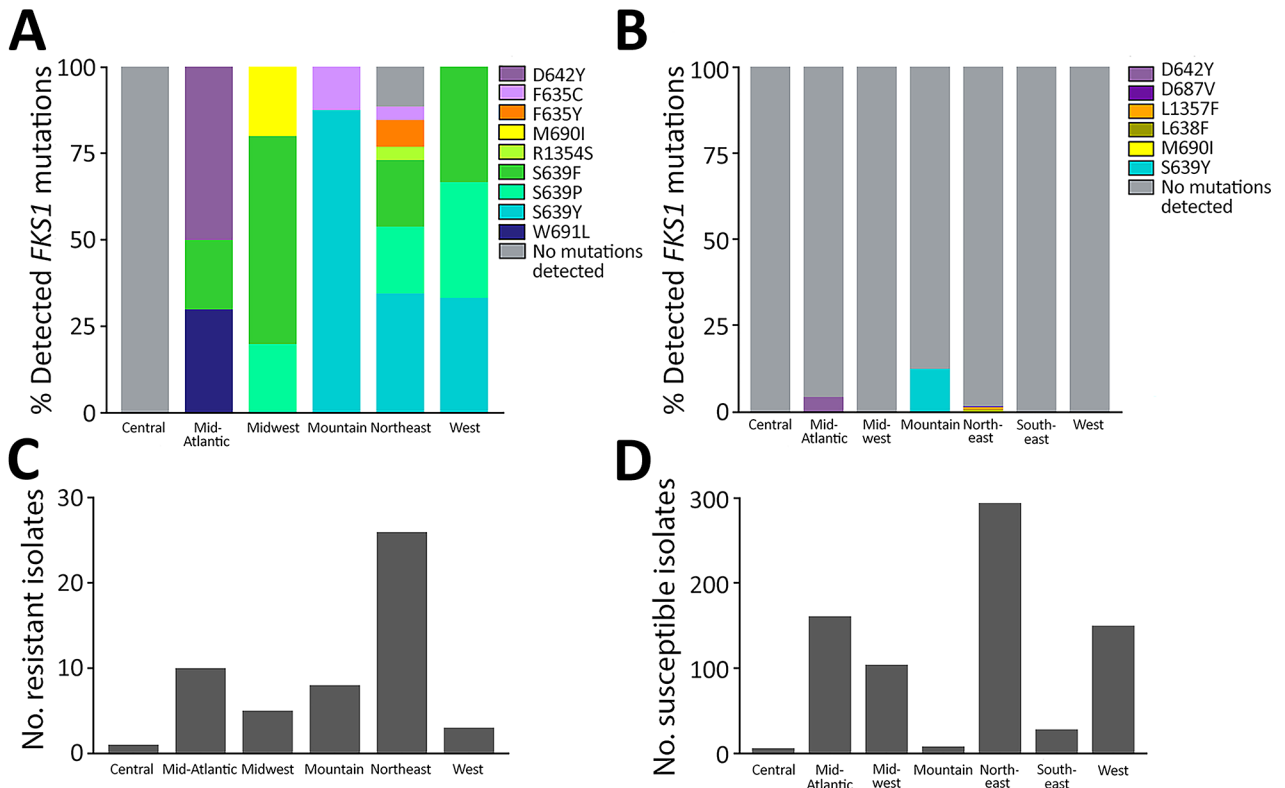 A
% Detected FKS1 mutations
100
75
50
25
0
Central
Mid-
Atlantic
Midwest
Mountain
Northeast
West
D642Y
F635C
F635Y
M690I
R1354S
S639F
S639P
S639Y
W691L
No mutations
detected
B
% Detected FKS1 mutations
100
75
50
25
0
Central
Mid-
Atlantic
Mid-
west
Mountain
North-
east
South-
east
West
D642Y
D687V
L1357F
L638F
M690I
S639Y
No mutations
detected
C
No. resistant isolates
30
20
10
0
Central
Mid-Atlantic
Midwest
Mountain
Northeast
West
D
No. susceptible isolates
300
200
100
0
Central
Mid-
Atlantic
Mid-
west
Mountain
North-
east
South-
east
West